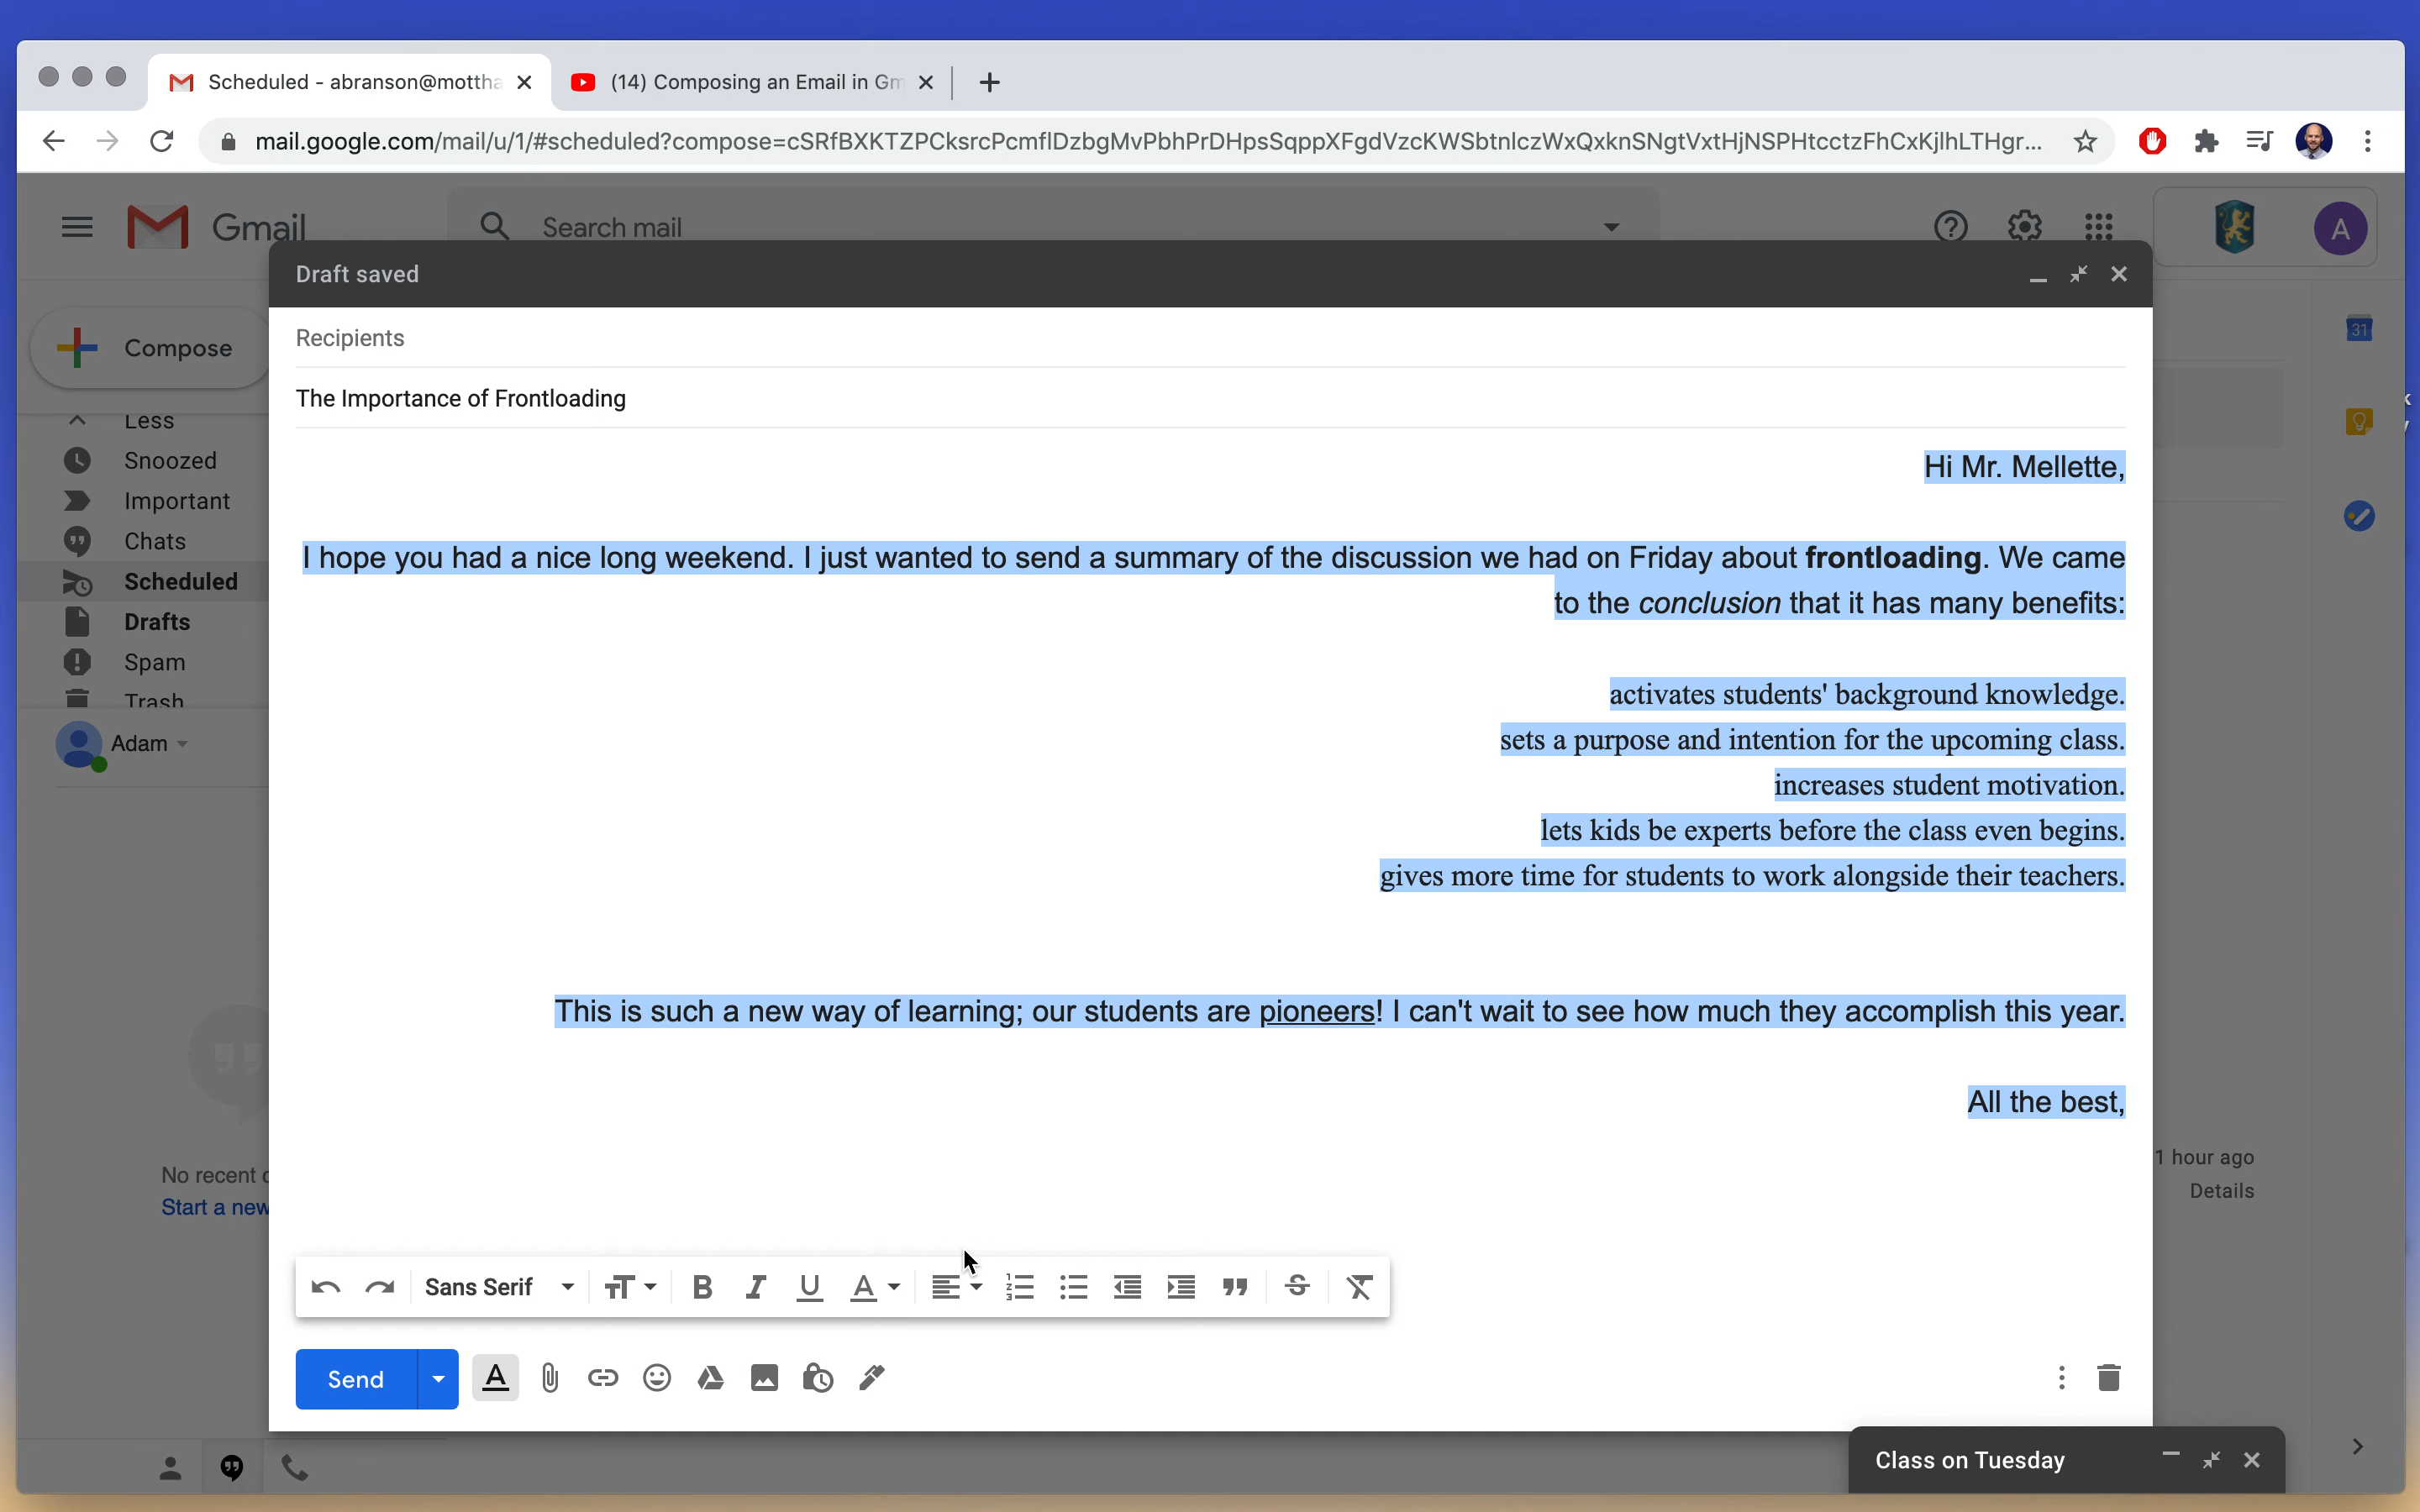 Scheduled - abranson@mottha
(14) Composing an Email in Gm
mail.google.com/mail/u/1/#scheduled?compose=cSRfBXKTZPCksrcPcmflDzbgMvPbhPrDHpsSqppXFgdVzcKWSbtnlczWxQxknSNgtVxtHjNSPHtcctzFhCxKjlhLTHgr...
Gmail
Search mail
A
Draft saved
Recipients
Compose
31
The Importance of Frontloading
Less
Snoozed
Important
Chats
Scheduled
Drafts
Spam
Trash
Adam
Hi Mr. Mellette,
I hope you had a nice long weekend. I just wanted to send a summary of the discussion we had on Friday about frontloading. We came
to the conclusion that it has many benefits:
activates students' background knowledge.
sets a purpose and intention for the upcoming class.
increases student motivation.
lets kids be experts before the class even begins.
gives more time for students to work alongside their teachers.
This is such a new way of learning; our students are pioneers! I can't wait to see how much they accomplish this year.
All the best,
No recent
Start a new
1 hour ago
Details
Sans Serif
Send
Class on Tuesday